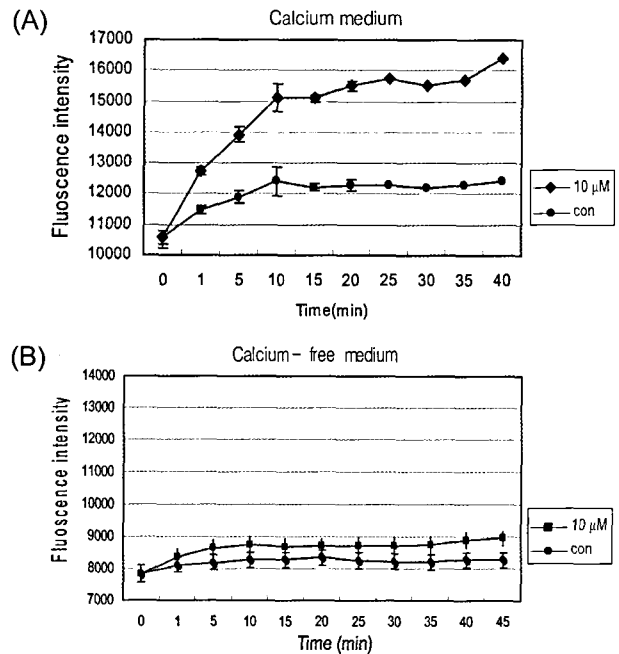 (A)
Calcium medium
Fluoscence intensity
17000
16000
15000
14000
13000
12000
11000
10000
0 1 5 10 15 20 25 30 35 40
Time(min)
10 μM
con
(B)
Calcium - free medium
Fluoscence intensity
14000
13000
12000
11000
10000
9000
8000
7000
0 1 5 10 15 20 25 30 35 40 45
Time (min)
10 μM
con